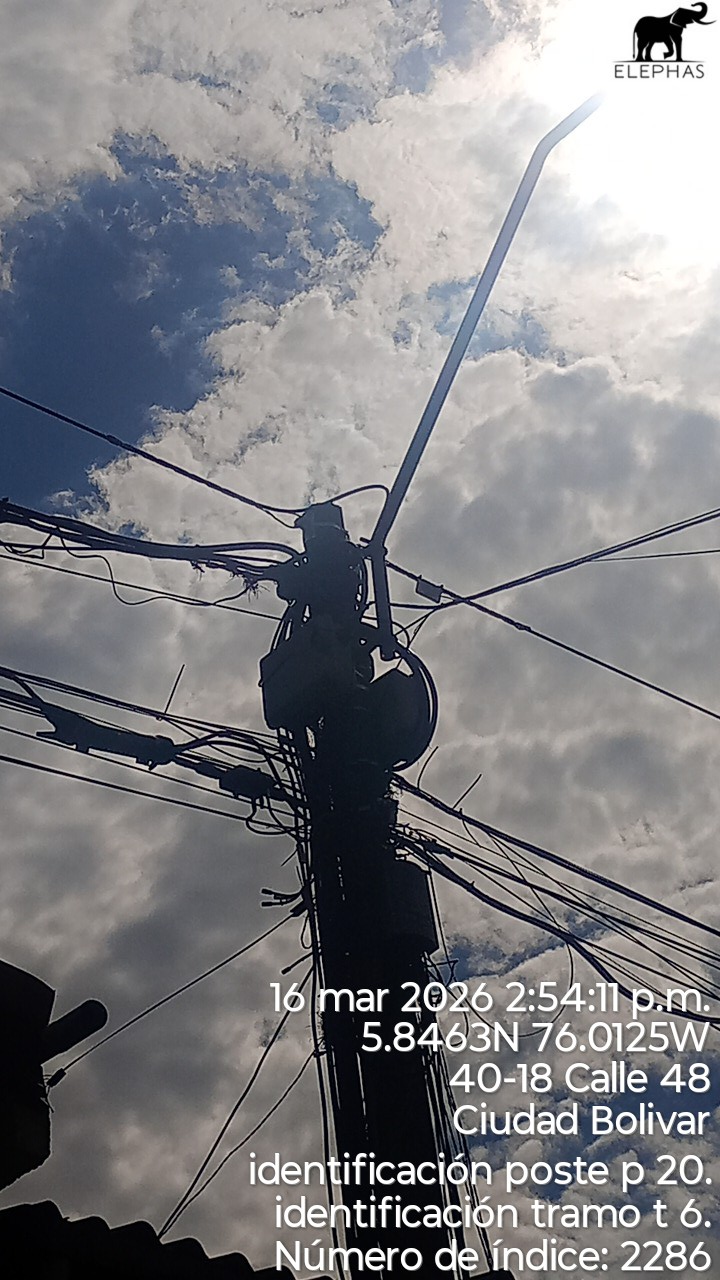 ELEPHAS
16 mar 2026 2:54:11 p.m.
5.8463N 76.0125W
40-18 Calle 48
Ciudad Bolivar
identificación poste p 20.
identificación tramo t 6.
Número de índice: 2286